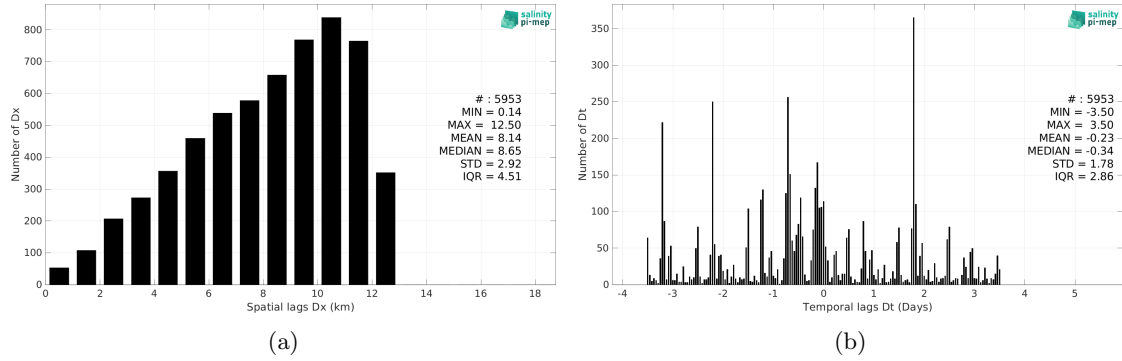 salinity
pi-mep
Number of Dx
800
700
600
500
400
300
200
100
0
# : 5953
MIN = 0.14
MAX = 12.50
MEAN = 8.14
MEDIAN = 8.65
STD = 2.92
IQR = 4.51
0 2 4 6 8 10 12 14 16 18
Spatial lags Dx (km)
(a)
salinity
pi-mep
Number of Dt
350
300
250
200
150
100
50
0
# : 5953
MIN = -3.50
MAX = 3.50
MEAN = -0.23
MEDIAN = -0.34
STD = 1.78
IQR = 2.86
-4 -3 -2 -1 0 1 2 3 4 5
Temporal lags Dt (Days)
(b)